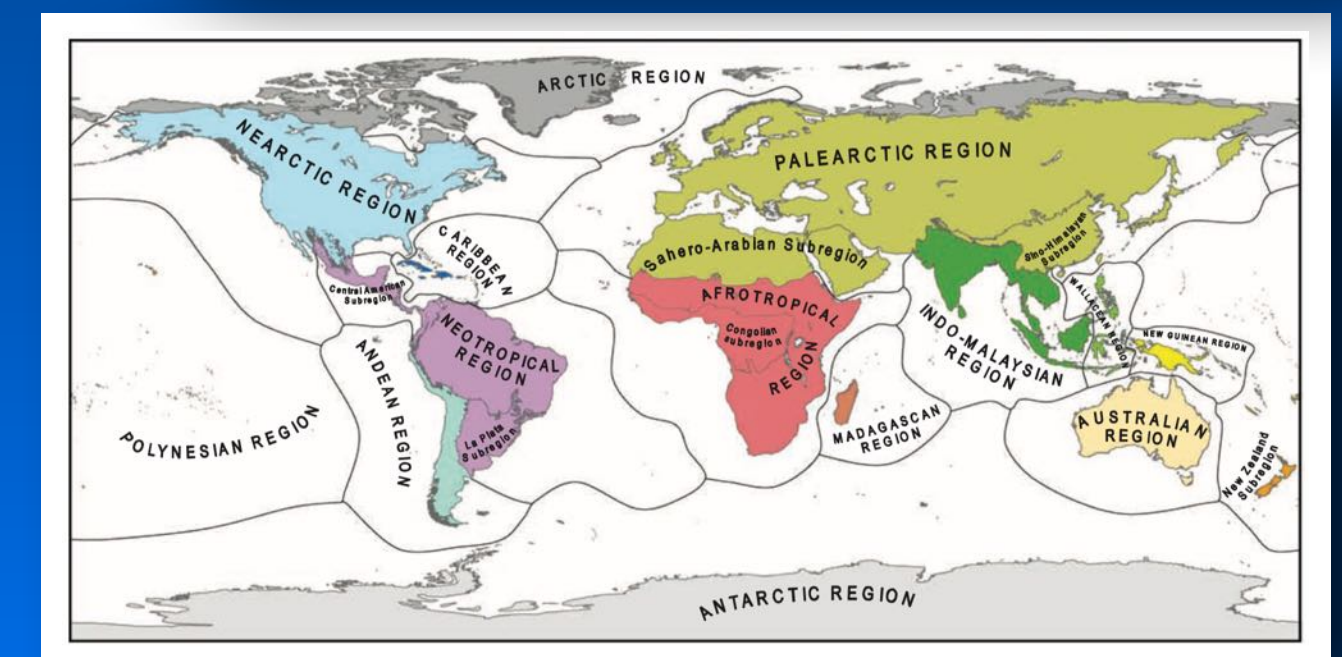 ARCTIC REGION
NEARCTIC REGION
PALEARCTIC REGION
CARIBBEAN
REGION
Sahero-Arabian Subregion
Sino-Himalayan
Subregion
Central American
Subregion
AFROTROPICAL
REGION
Congolian
subregion
WALLACEAN REGION
NEW GUINEAN REGION
INDO-MALAYSIAN
REGION
NEOTROPICAL
REGION
ANDEAN REGION
POLYNESIAN REGION
La Plata
Subregion
MADAGASCAN
REGION
AUSTRALIAN
REGION
New Zealand
Subregion
ANTARCTIC REGION